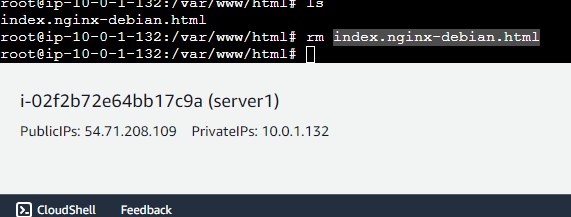 root@ip-10-0-1-132:/var/www/html# ls
index.nginx-debian.html
root@ip-10-0-1-132:/var/www/html# rm index.nginx-debian.html
root@ip-10-0-1-132:/var/www/html#
i-02f2b72e64bb17c9a (server1)
PublicIPs: 54.71.208.109 PrivateIPs: 10.0.1.132
CloudShell Feedback